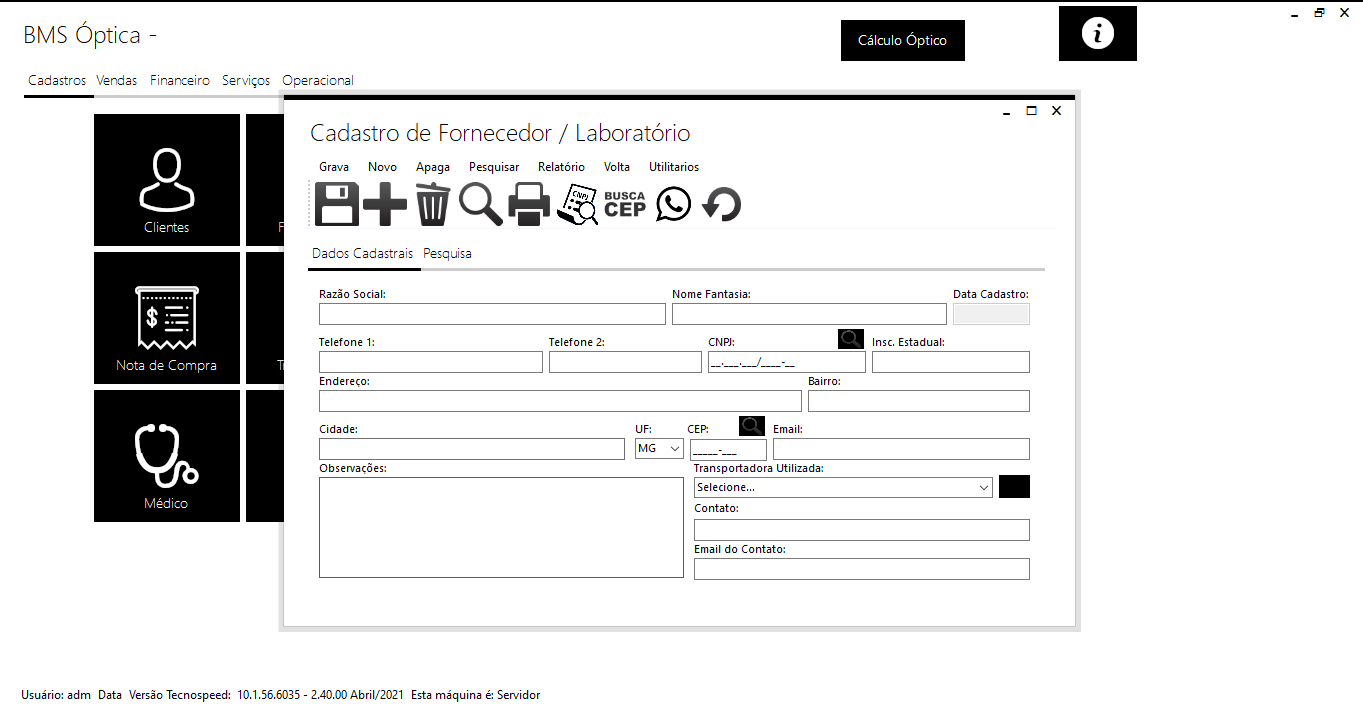 BMS Óptica -
Cálculo Óptico
i
Cadastros Vendas Financeiro Serviços Operacional
Clientes
F
Nota de Compra
Médico
Cadastro de Fornecedor / Laboratório
Grava Novo Apaga Pesquisar Relatório Volta Utilitarios
CNPJ
BUSCA
CEP
Dados Cadastrais Pesquisa
Razão Social: Nome Fantasia: Data Cadastro:
Telefone 1: Telefone 2: CNPJ: Insc. Estadual:
__.___.___/____-__
Endereço: Bairro:
Cidade: UF: CEP: Email:
MG _____-___
Observações: Transportadora Utilizada:
Selecione...
Contato:
Email do Contato:
Usuário: adm Data Versão Tecnospeed: 10.1.56.6035 - 2.40.00 Abril/2021 Esta máquina é: Servidor